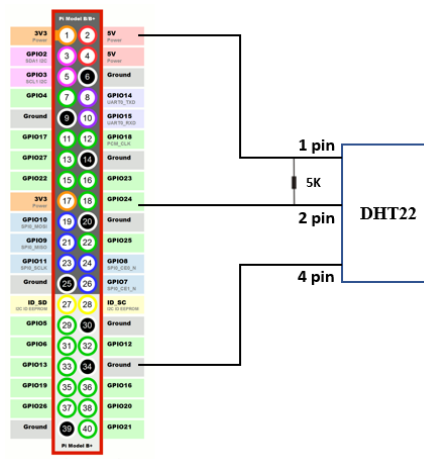 Pi Model B/B+
3V3 1 2 5V
Power Power
GPIO2 3 4 5V
SDA1 I2C Power
GPIO3 5 6 Ground
SCL1 I2C
GPIO4 7 8 GPIO14
UART0_TXD
Ground 9 10 GPIO15
UART0_RXD
GPIO17 11 12 GPIO18
PCM_CLK
GPIO27 13 14 Ground
GPIO22 15 16 GPIO23
3V3 17 18 GPIO24
Power
GPIO10 19 20 Ground
SPI0_MOSI
GPIO9 21 22 GPIO25
SPI0_MISO
GPIO11 23 24 GPIO8
SPI0_SCLK SPI0_CE0_N
Ground 25 26 GPIO7
SPI0_CE1_N
ID_SD 27 28 ID_SC
I2C ID EEPROM I2C ID EEPROM
GPIO5 29 30 Ground
GPIO6 31 32 GPIO12
GPIO13 33 34 Ground
GPIO19 35 36 GPIO16
GPIO26 37 38 GPIO20
Ground 39 40 GPIO21
Pi Model B+
1 pin
5K
2 pin
DHT22
4 pin